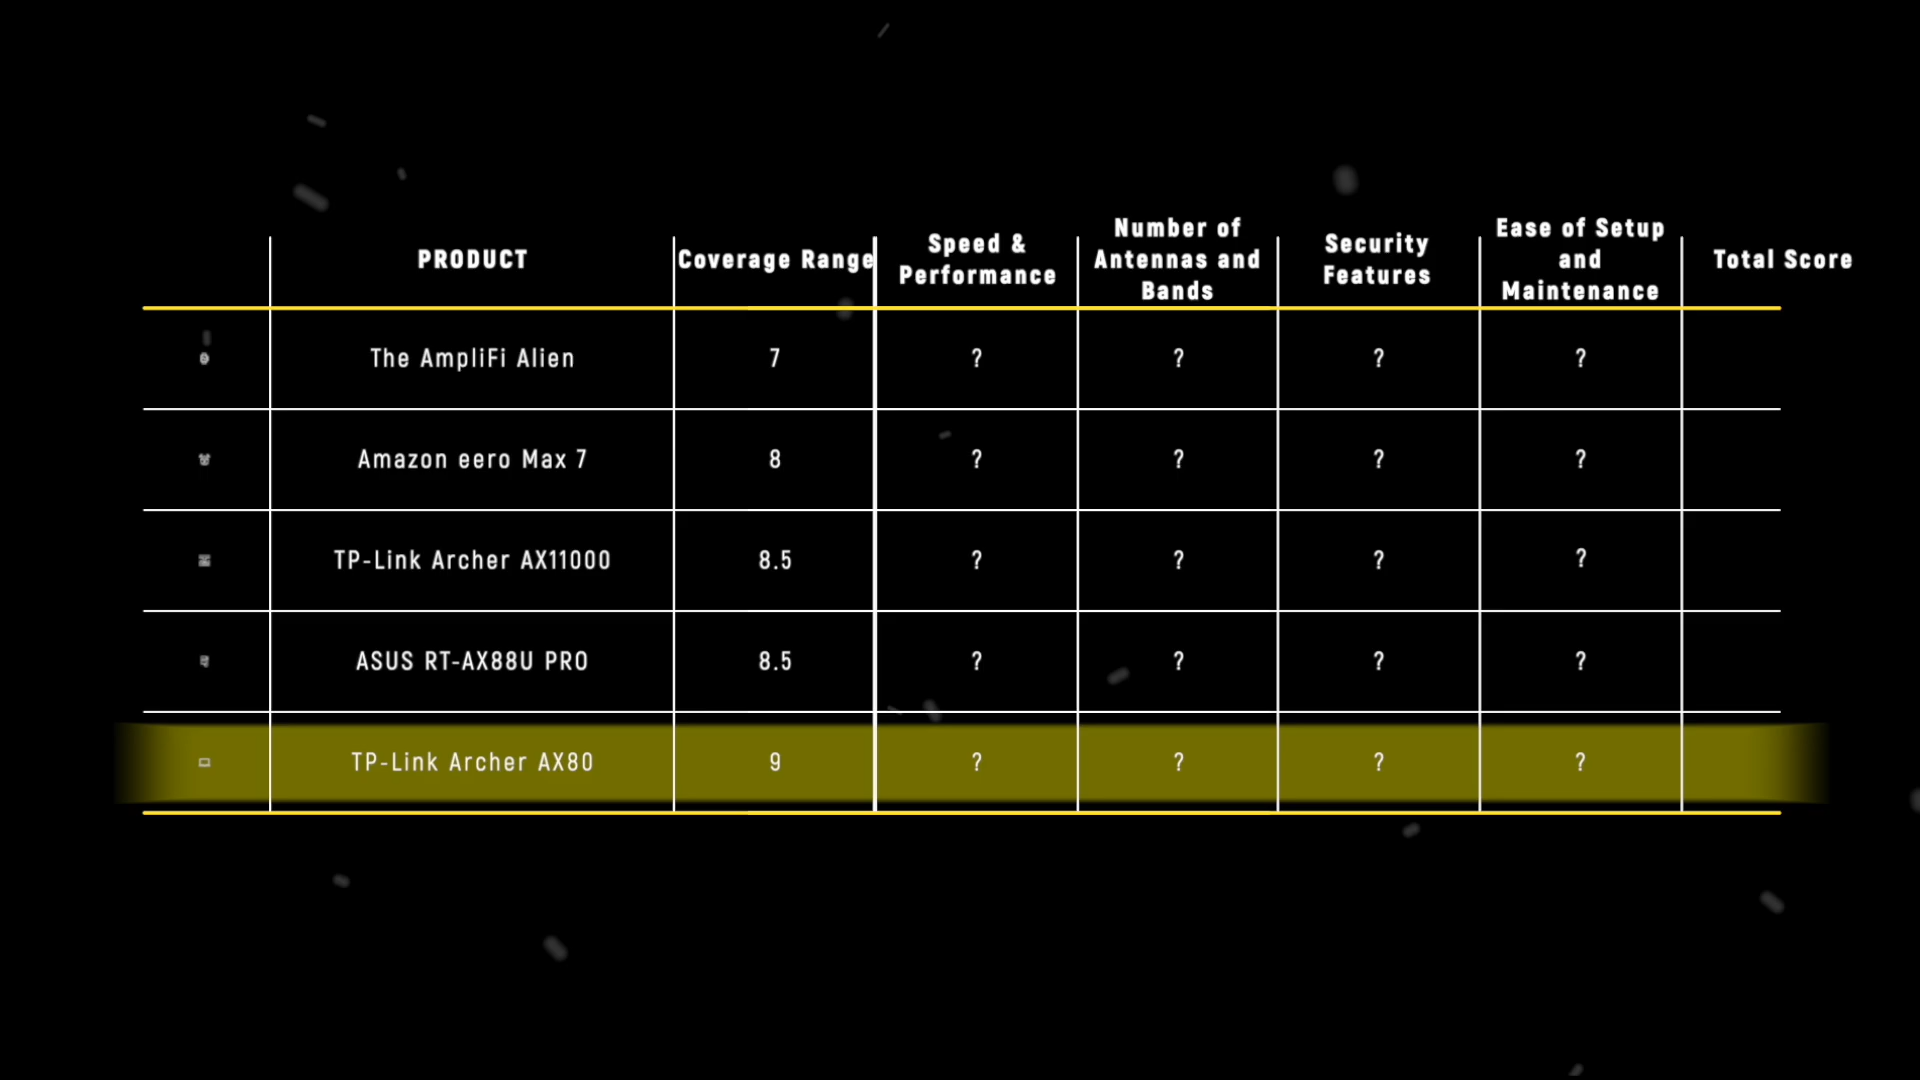 PRODUCT
Coverage Range
Speed &
Performance
Number of
Antennas and
Bands
Security
Features
Ease of Setup
and
Maintenance
Total Score
The AmpliFi Alien 7 ? ? ? ?
Amazon eero Max 7 8 ? ? ? ?
TP-Link Archer AX11000 8.5 ? ? ? ?
ASUS RT-AX88U PRO 8.5 ? ? ? ?
TP-Link Archer AX80 9 ? ? ? ?